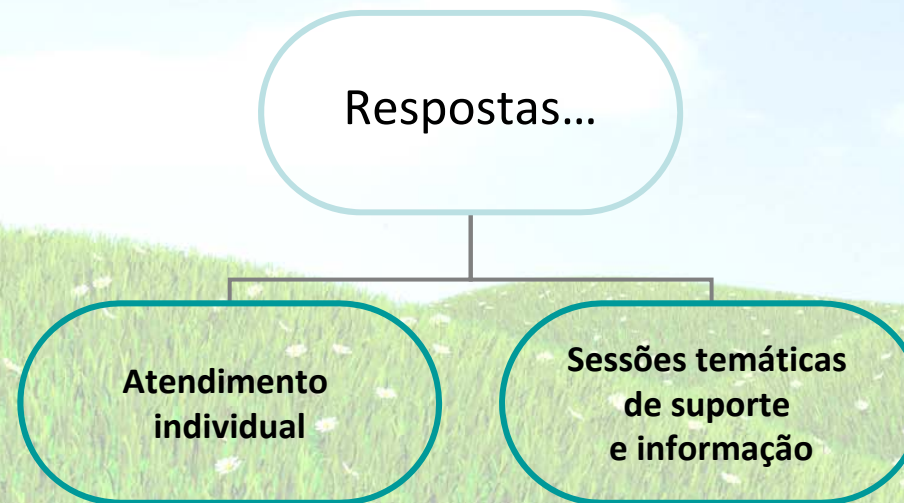 Respostas…
Atendimento
individual
Sessões temáticas
de suporte
e informação